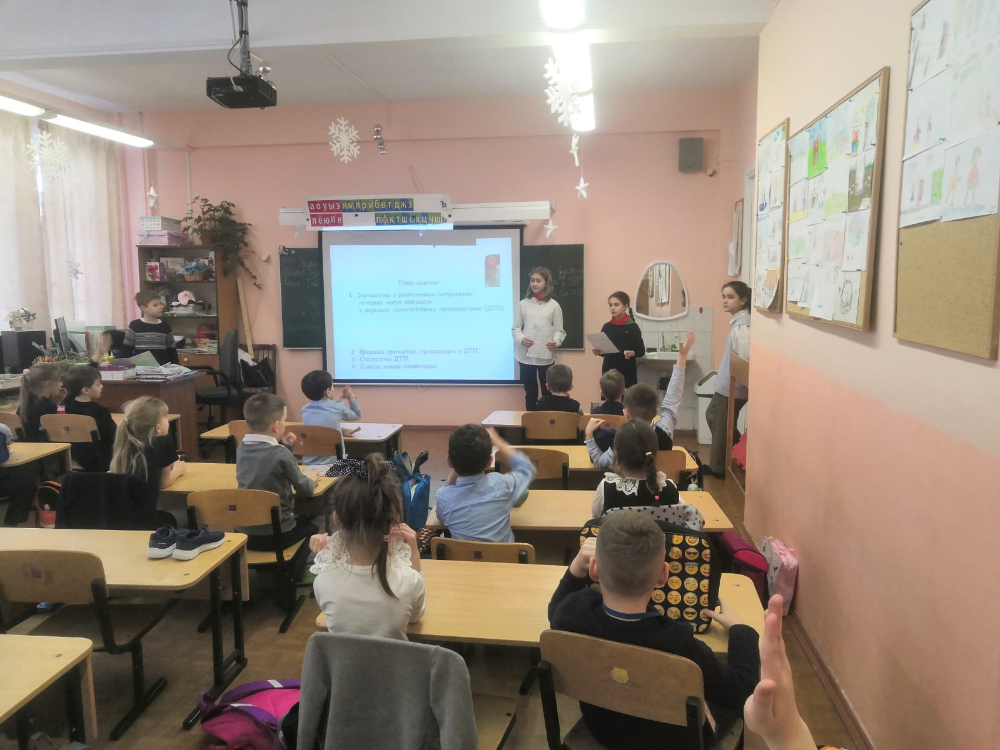 аоуыэнмлрйбвгджз ъ
яёюие пфктшсхцчщь
План занятия:
1. Знакомство с различными ситуациями,
которые могут привести
к дорожно-транспортному происшествию (ДТП):
2. Вредные привычки, приводящие к ДТП.
3. Статистика ДТП.
4. Советы юным пешеходам.